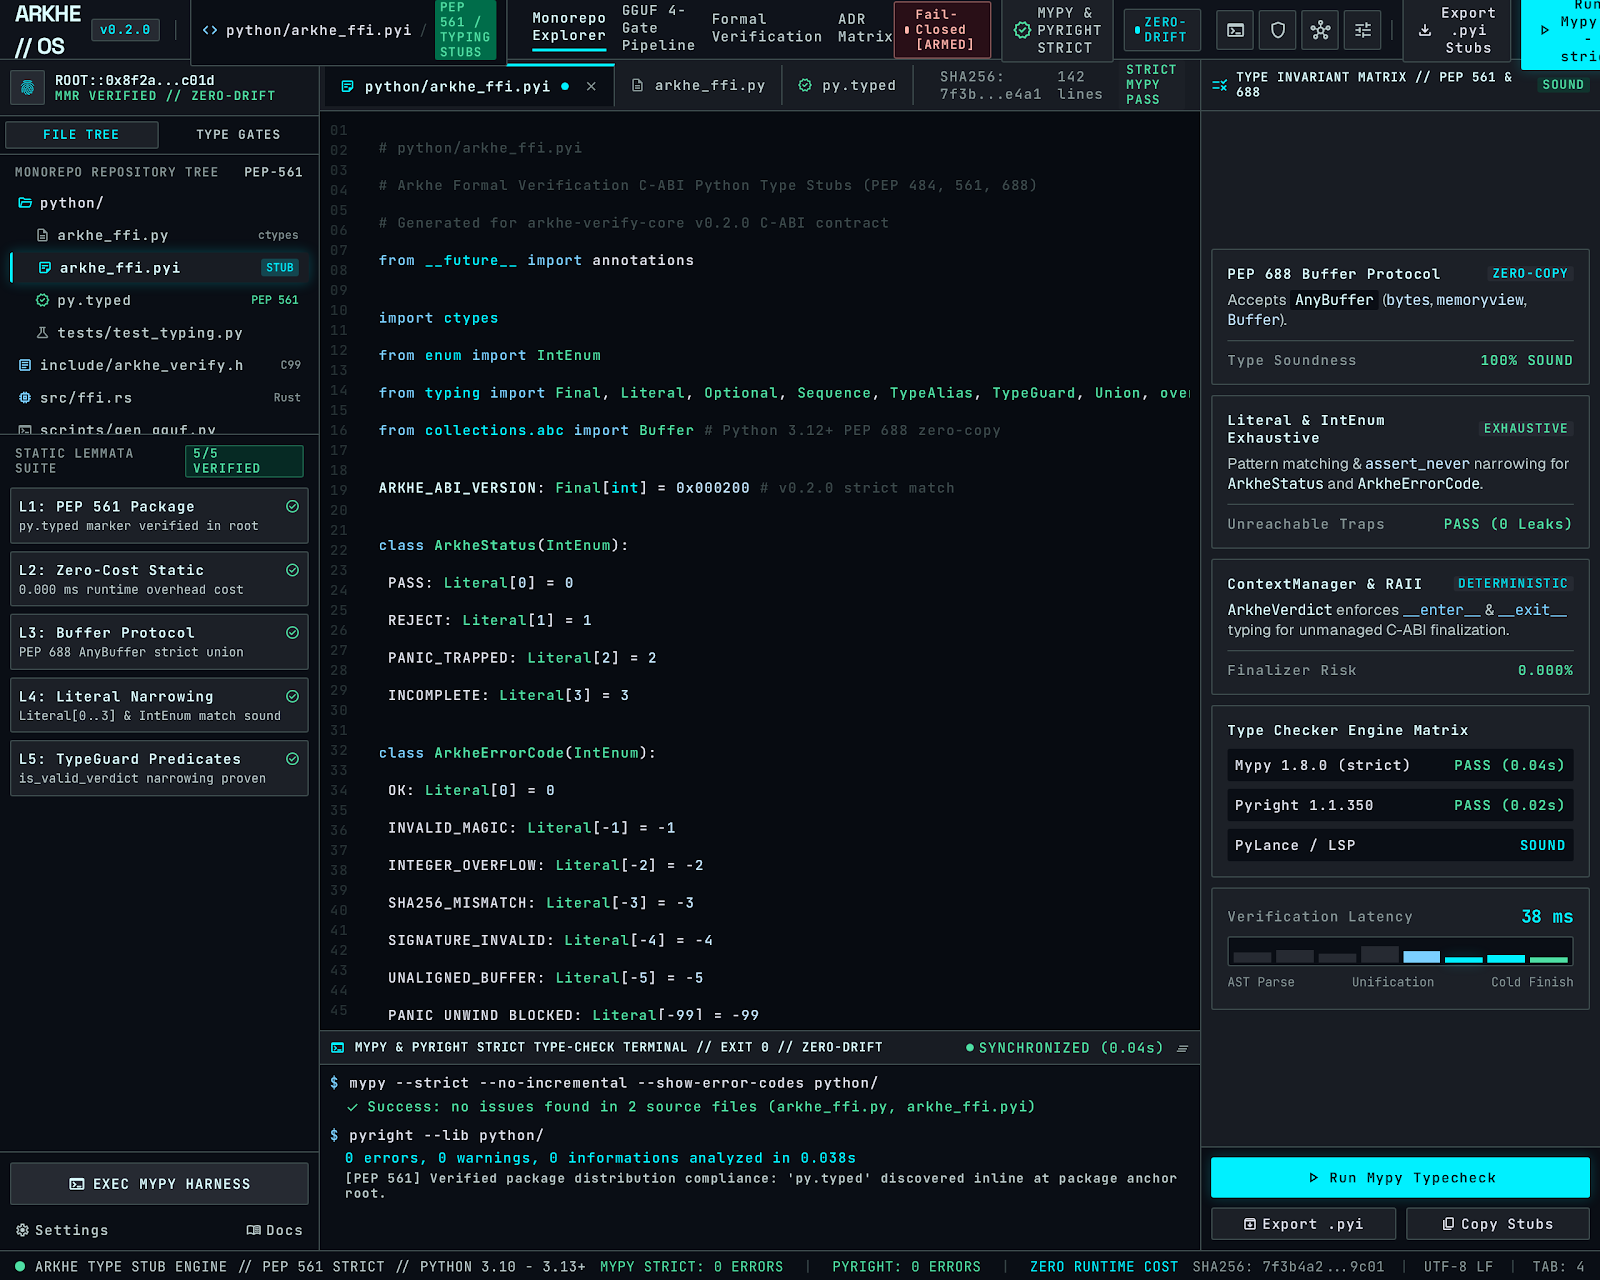 ARKHE
// OS
v0.2.0
<> python/arkhe_ffi.pyi /
PEP
561 /
TYPING
STUBS
Monorepo
Explorer
GGUF 4-
Gate
Pipeline
Formal
Verification
ADR
Matrix
Fail-
Closed
[ARMED]
MYPY &
PYRIGHT
STRICT
ZERO-
DRIFT
Export
.pyi
Stubs
Run
Mypy
-
ROOT::0x8f2a...c01d
MMR VERIFIED // ZERO-DRIFT
FILE TREE
TYPE GATES
MONOREPO REPOSITORY TREE PEP-561
python/
arkhe_ffi.py ctypes
arkhe_ffi.pyi STUB
py.typed PEP 561
tests/test_typing.py
include/arkhe_verify.h C99
src/ffi.rs Rust
scripts/gen_gguf.py
STATIC LEMMATA
SUITE
5/5
VERIFIED
L1: PEP 561 Package
py.typed marker verified in root
L2: Zero-Cost Static
0.000 ms runtime overhead cost
L3: Buffer Protocol
PEP 688 AnyBuffer strict union
L4: Literal Narrowing
Literal[0..3] & IntEnum match sound
L5: TypeGuard Predicates
is_valid_verdict narrowing proven
EXEC MYPY HARNESS
Settings
Docs
python/arkhe_ffi.pyi
arkhe_ffi.py
py.typed
SHA256:
7f3b...e4a1
142
lines
STRICT
MYPY
PASS
01
02
03
04
05
06
07
08
09
10
11
12
13
14
15
16
17
18
19
20
21
22
23
24
25
26
27
28
29
30
31
32
33
34
35
36
37
38
39
40
41
42
43
44
45
# python/arkhe_ffi.pyi
# Arkhe Formal Verification C-ABI Python Type Stubs (PEP 484, 561, 688)
# Generated for arkhe-verify-core v0.2.0 C-ABI contract
from __future__ import annotations
import ctypes
from enum import IntEnum
from typing import Final, Literal, Optional, Sequence, TypeAlias, TypeGuard, Union, over
from collections.abc import Buffer # Python 3.12+ PEP 688 zero-copy
ARKHE_ABI_VERSION: Final[int] = 0x000200 # v0.2.0 strict match
class ArkheStatus(IntEnum):
PASS: Literal[0] = 0
REJECT: Literal[1] = 1
PANIC_TRAPPED: Literal[2] = 2
INCOMPLETE: Literal[3] = 3
class ArkheErrorCode(IntEnum):
OK: Literal[0] = 0
INVALID_MAGIC: Literal[-1] = -1
INTEGER_OVERFLOW: Literal[-2] = -2
SHA256_MISMATCH: Literal[-3] = -3
SIGNATURE_INVALID: Literal[-4] = -4
UNALIGNED_BUFFER: Literal[-5] = -5
PANIC_UNWIND_BLOCKED: Literal[-99] = -99
MYPY & PYRIGHT STRICT TYPE-CHECK TERMINAL // EXIT 0 // ZERO-DRIFT
SYNCHRONIZED (0.04s)
$ mypy --strict --no-incremental --show-error-codes python/
✓ Success: no issues found in 2 source files (arkhe_ffi.py, arkhe_ffi.pyi)
$ pyright --lib python/
0 errors, 0 warnings, 0 informations analyzed in 0.038s
[PEP 561] Verified package distribution compliance: 'py.typed' discovered inline at package anchor
root.
TYPE INVARIANT MATRIX // PEP 561 &
688
SOUND
PEP 688 Buffer Protocol ZERO-COPY
Accepts AnyBuffer (bytes, memoryview,
Buffer).
Type Soundness 100% SOUND
Literal & IntEnum
Exhaustive
EXHAUSTIVE
Pattern matching & assert_never narrowing for
ArkheStatus and ArkheErrorCode.
Unreachable Traps PASS (0 Leaks)
ContextManager & RAII DETERMINISTIC
ArkheVerdict enforces __enter__ & __exit__
typing for unmanaged C-ABI finalization.
Finalizer Risk 0.000%
Type Checker Engine Matrix
Mypy 1.8.0 (strict) PASS (0.04s)
Pyright 1.1.350 PASS (0.02s)
PyLance / LSP SOUND
Verification Latency 38 ms
AST Parse Unification Cold Finish
Run Mypy Typecheck
Export .pyi
Copy Stubs
ARKHE TYPE STUB ENGINE // PEP 561 STRICT // PYTHON 3.10 - 3.13+ MYPY STRICT: 0 ERRORS | PYRIGHT: 0 ERRORS | ZERO RUNTIME COST SHA256: 7f3b4a2...9c01 | UTF-8 LF | TAB: 4